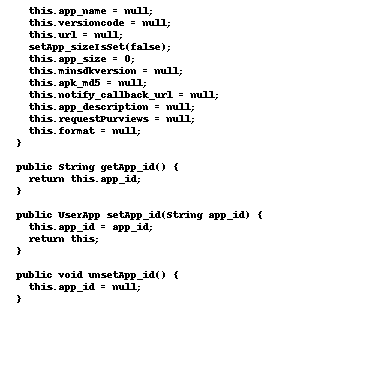 this.app_name = null;
this.versioncode = null;
this.url = null;
setApp_sizeIsSet(false);
this.app_size = 0;
this.minsdkversion = null;
this.apk_md5 = null;
this.notify_callback_url = null;
this.app_description = null;
this.requestPurviews = null;
this.format = null;
}
public String getApp_id() {
return this.app_id;
}
public UserApp setApp_id(String app_id) {
this.app_id = app_id;
return this;
}
public void unsetApp_id() {
this.app_id = null;
}